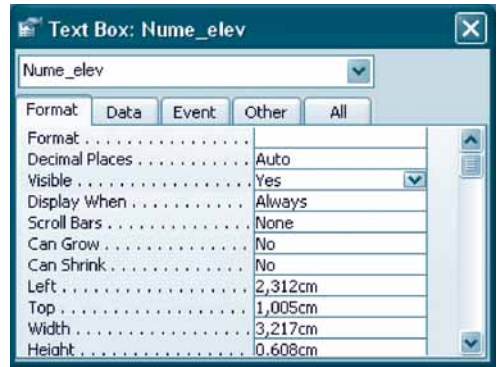 Text Box: Nume_elev
Nume_elev
Format Data Event Other All
Format . . . . . . . . . . . . . . . . .
Decimal Places . . . . . . . . . . . Auto
Visible . . . . . . . . . . . . . . . . . Yes
Display When . . . . . . . . . . . . Always
Scroll Bars . . . . . . . . . . . . . . None
Can Grow . . . . . . . . . . . . . . . No
Can Shrink . . . . . . . . . . . . . . No
Left . . . . . . . . . . . . . . . . . . . 2,312cm
Top . . . . . . . . . . . . . . . . . . . 1,005cm
Width . . . . . . . . . . . . . . . . . . 3,217cm
Height . . . . . . . . . . . . . . . . . 0.608cm